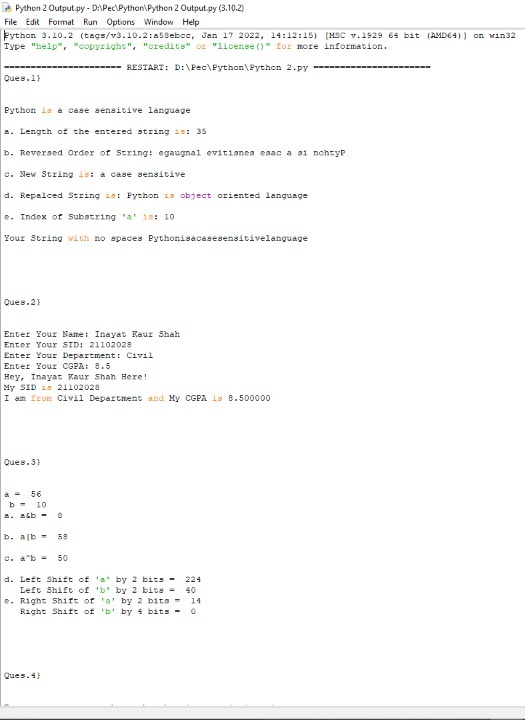 Python 2 Output.py - D:\Pec\Python\Python 2 Output.py (3.10.2)
File Edit Format Run Options Window Help
Python 3.10.2 (tags/v3.10.2:a58ebcc, Jan 17 2022, 14:12:15) [MSC v.1929 64 bit (AMD64)] on win32
Type "help", "copyright", "credits" or "license()" for more information.
===================== RESTART: D:\Pec\Python\Python 2.py =====================
Ques.1}
Python is a case sensitive language
a. Length of the entered string is: 35
b. Reversed Order of String: egaugnal evitisnes esac a si nohtyP
c. New String is: a case sensitive
d. Repalced String is: Python is object oriented language
e. Index of Substring 'a' is: 10
Your String with no spaces Pythonisacasesensitivelanguage
Ques.2}
Enter Your Name: Inayat Kaur Shah
Enter Your SID: 21102028
Enter Your Department: Civil
Enter Your CGPA: 8.5
Hey, Inayat Kaur Shah Here!
My SID is 21102028
I am from Civil Department and My CGPA is 8.500000
Ques.3}
a = 56
b = 10
a. a&b = 8
b. a|b = 58
c. a^b = 50
d. Left Shift of 'a' by 2 bits = 224
Left Shift of 'b' by 2 bits = 40
e. Right Shift of 'a' by 2 bits = 14
Right Shift of 'b' by 4 bits = 0
Ques.4}